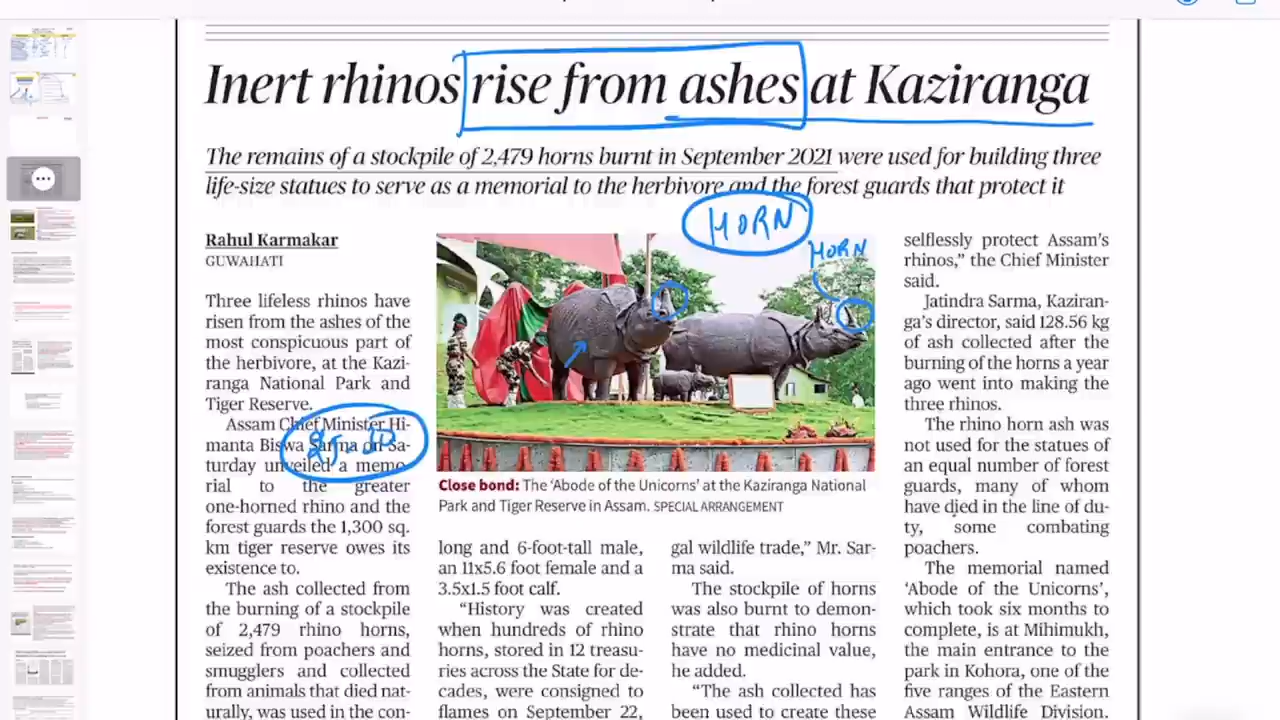 Inert rhinos rise from ashes at Kaziranga
The remains of a stockpile of 2,479 horns burnt in September 2021 were used for building three
life-size statues to serve as a memorial to the herbivore and the forest guards that protect it
Rahul Karmakar
GUWAHATI
Three lifeless rhinos have
risen from the ashes of the
most conspicuous part of
the herbivore, at the Kazi-
ranga National Park and
Tiger Reserve.
Assam Chief Minister Hi-
manta Biswa Sarma on Sa-
turday unveiled a memo-
rial to the greater
one-horned rhino and the
forest guards the 1,300 sq.
km tiger reserve owes its
existence to.
The ash collected from
the burning of a stockpile
of 2,479 rhino horns,
seized from poachers and
smugglers and collected
from animals that died nat-
urally, was used in the con-
HORN
HORN
Close bond: The ‘Abode of the Unicorns’ at the Kaziranga National
Park and Tiger Reserve in Assam. SPECIAL ARRANGEMENT
long and 6-foot-tall male,
an 11x5.6 foot female and a
3.5x1.5 foot calf.
“History was created
when hundreds of rhino
horns, stored in 12 treasu-
ries across the State for de-
cades, were consigned to
flames on September 22,
gal wildlife trade,” Mr. Sar-
ma said.
The stockpile of horns
was also burnt to demon-
strate that rhino horns
have no medicinal value,
he added.
“The ash collected has
been used to create these
selflessly protect Assam’s
rhinos,” the Chief Minister
said.
Jatindra Sarma, Kaziran-
ga’s director, said 128.56 kg
of ash collected after the
burning of the horns a year
ago went into making the
three rhinos.
The rhino horn ash was
not used for the statues of
an equal number of forest
guards, many of whom
have died in the line of du-
ty, some combating
poachers.
The memorial named
‘Abode of the Unicorns’,
which took six months to
complete, is at Mihimukh,
the main entrance to the
park in Kohora, one of the
five ranges of the Eastern
Assam Wildlife Division.